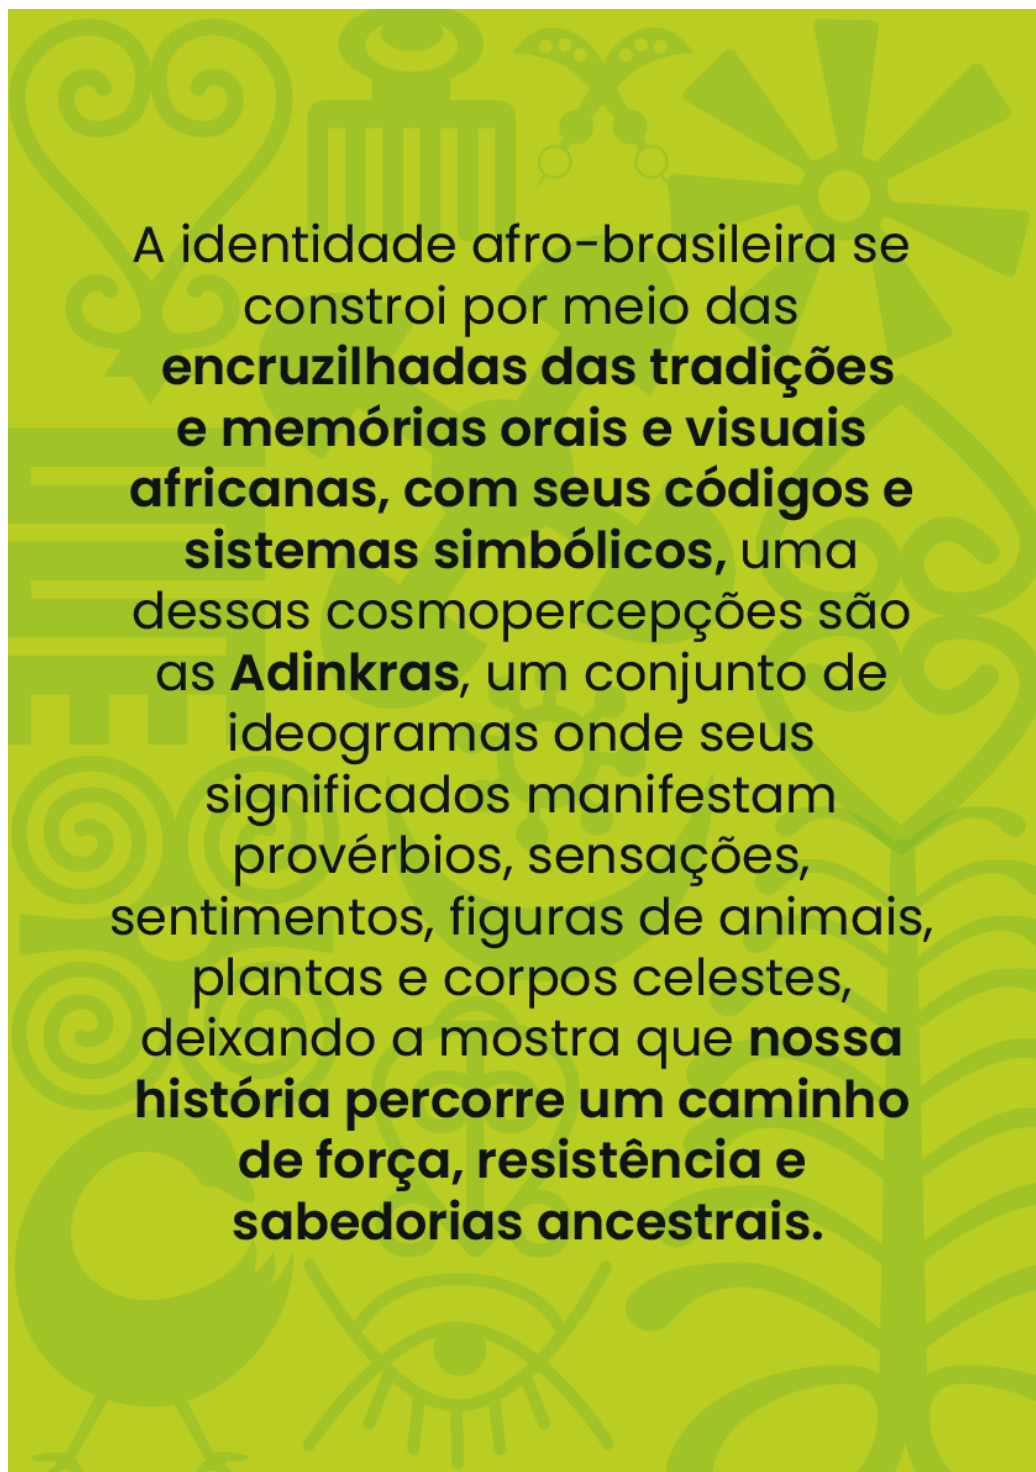 A identidade afro-brasileira se
constroi por meio das
encruzilhadas das tradições
e memórias orais e visuais
africanas, com seus códigos e
sistemas simbólicos, uma
dessas cosmopercepções são
as Adinkras, um conjunto de
ideogramas onde seus
significados manifestam
provérbios, sensações,
sentimentos, figuras de animais,
plantas e corpos celestes,
deixando a mostra que nossa
história percorre um caminho
de força, resistência e
sabedorias ancestrais.